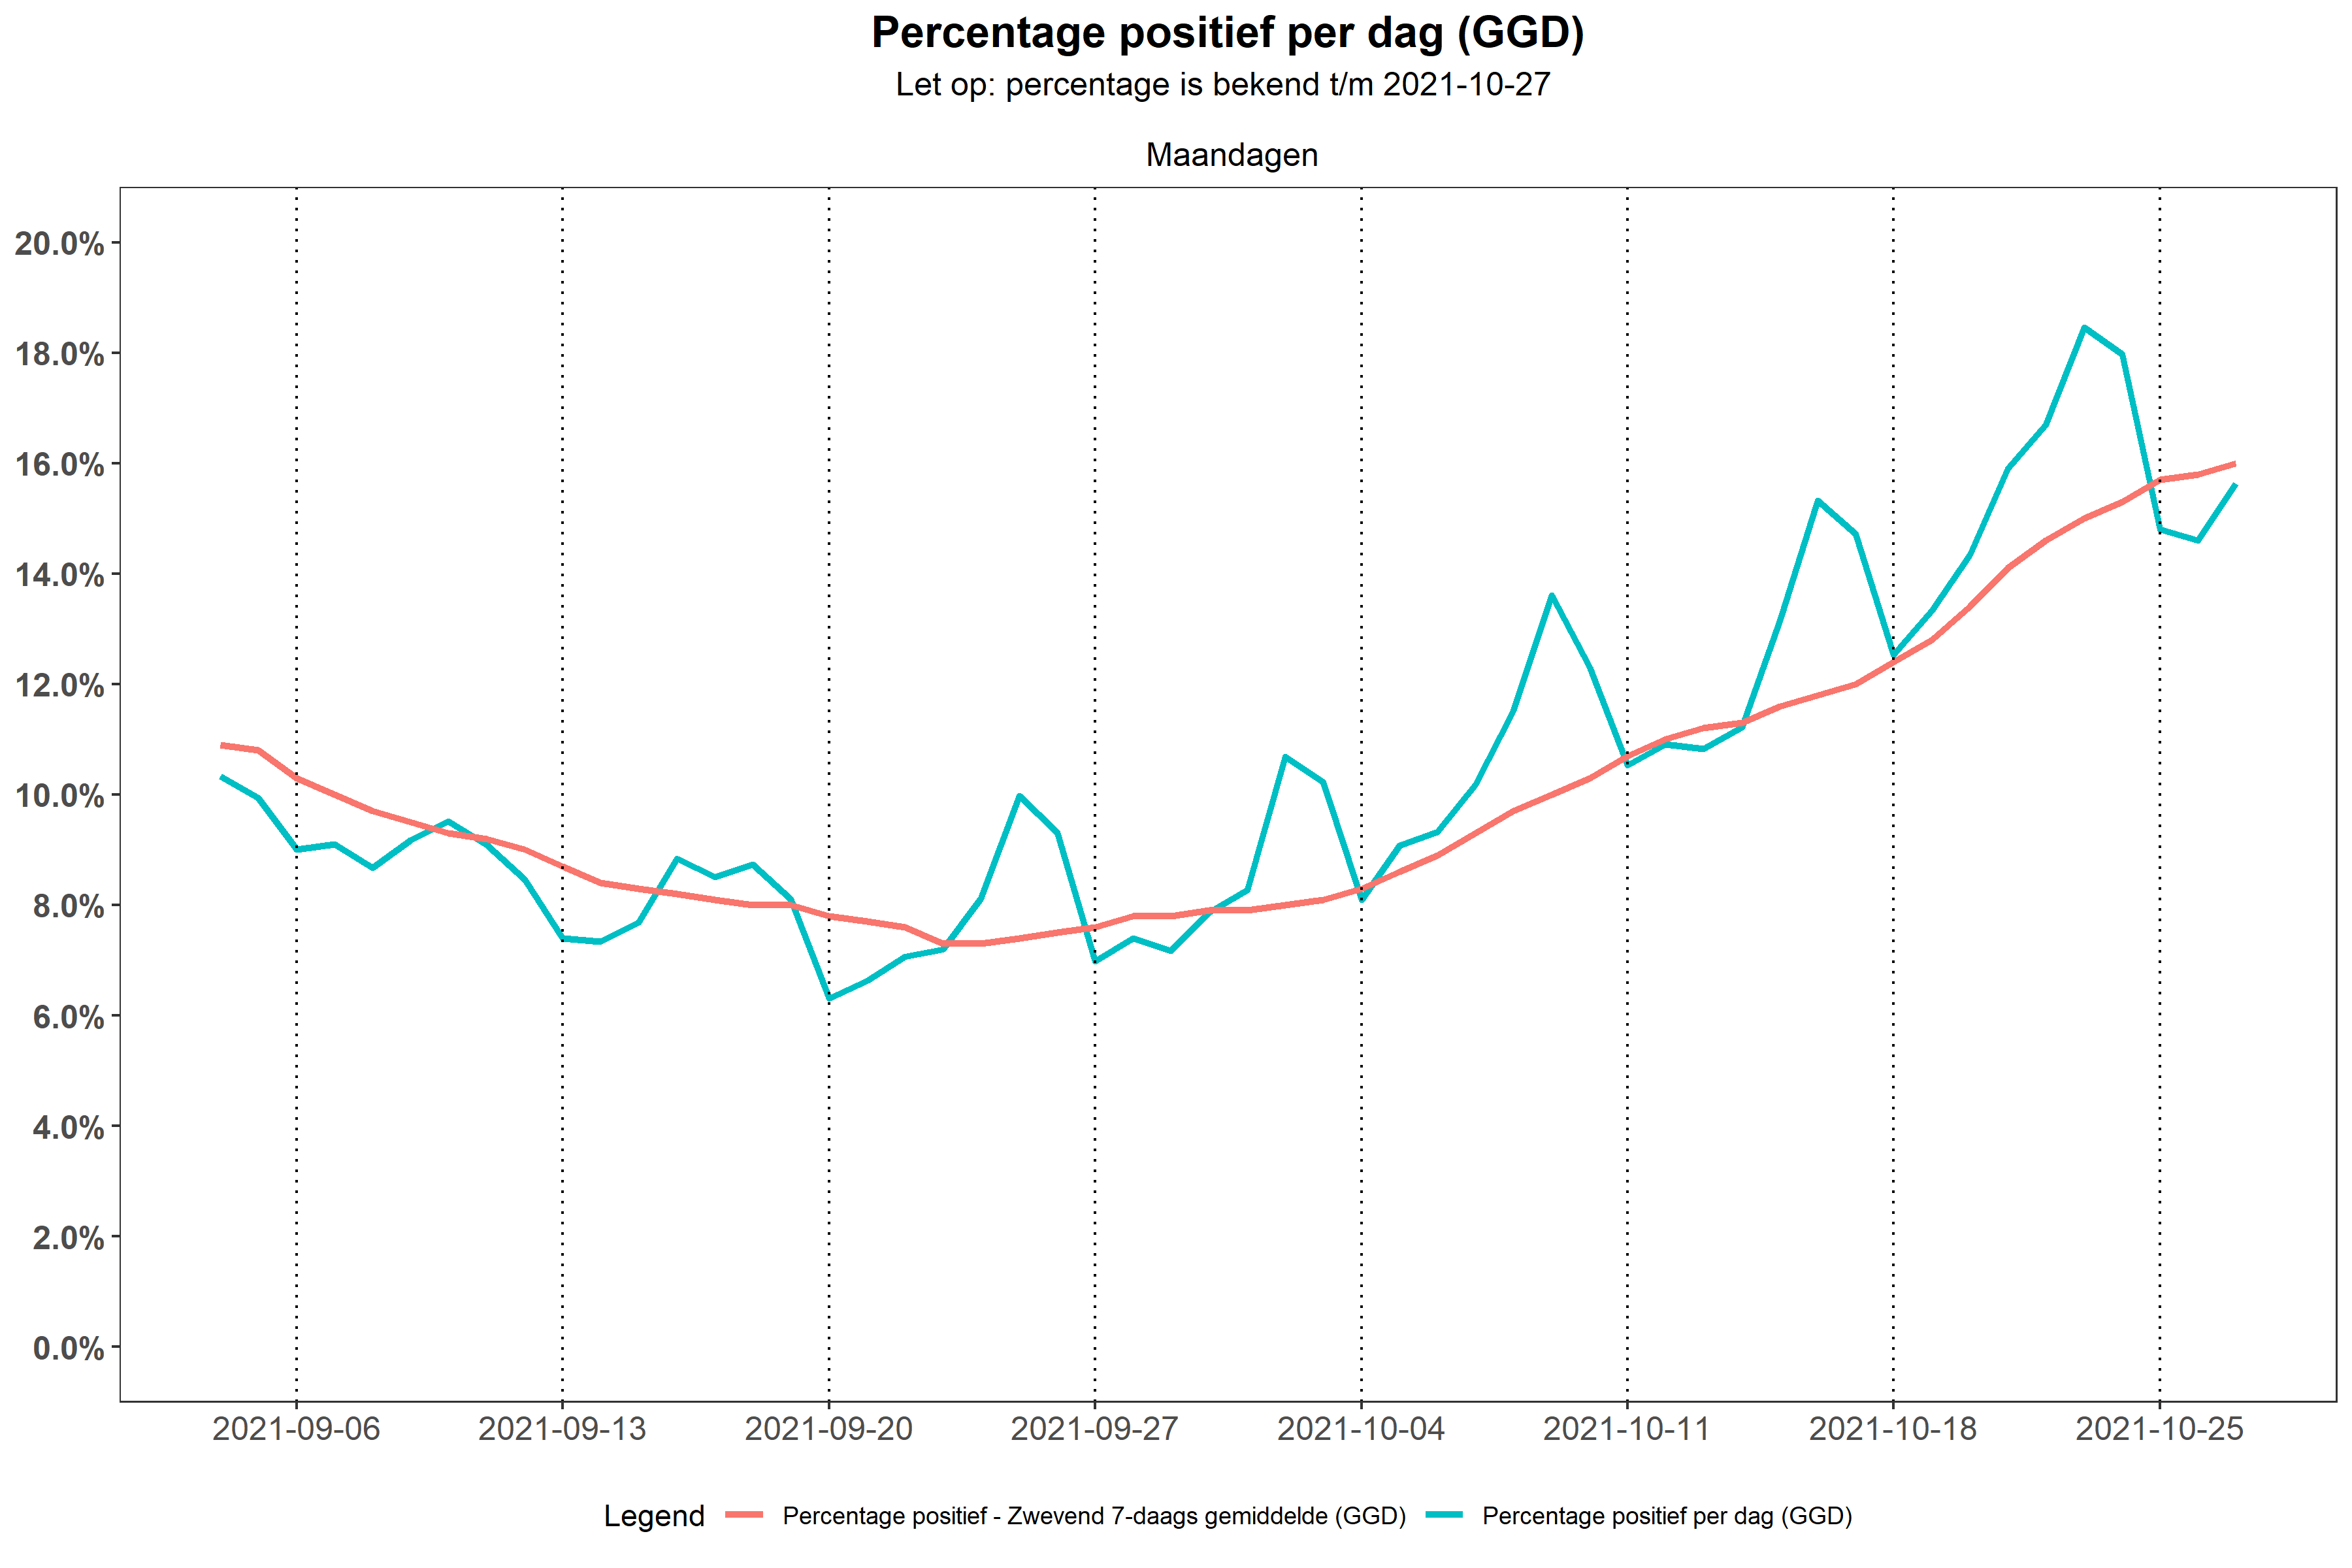 Percentage positief per dag (GGD)
Let op: percentage is bekend t/m 2021-10-27
Maandagen
20.0%
18.0%
16.0%
14.0%
12.0%
10.0%
8.0%
6.0%
4.0%
2.0%
0.0%
2021-09-06 2021-09-13 2021-09-20 2021-09-27 2021-10-04 2021-10-11 2021-10-18 2021-10-25
Legend Percentage positief - Zwevend 7-daags gemiddelde (GGD) Percentage positief per dag (GGD)